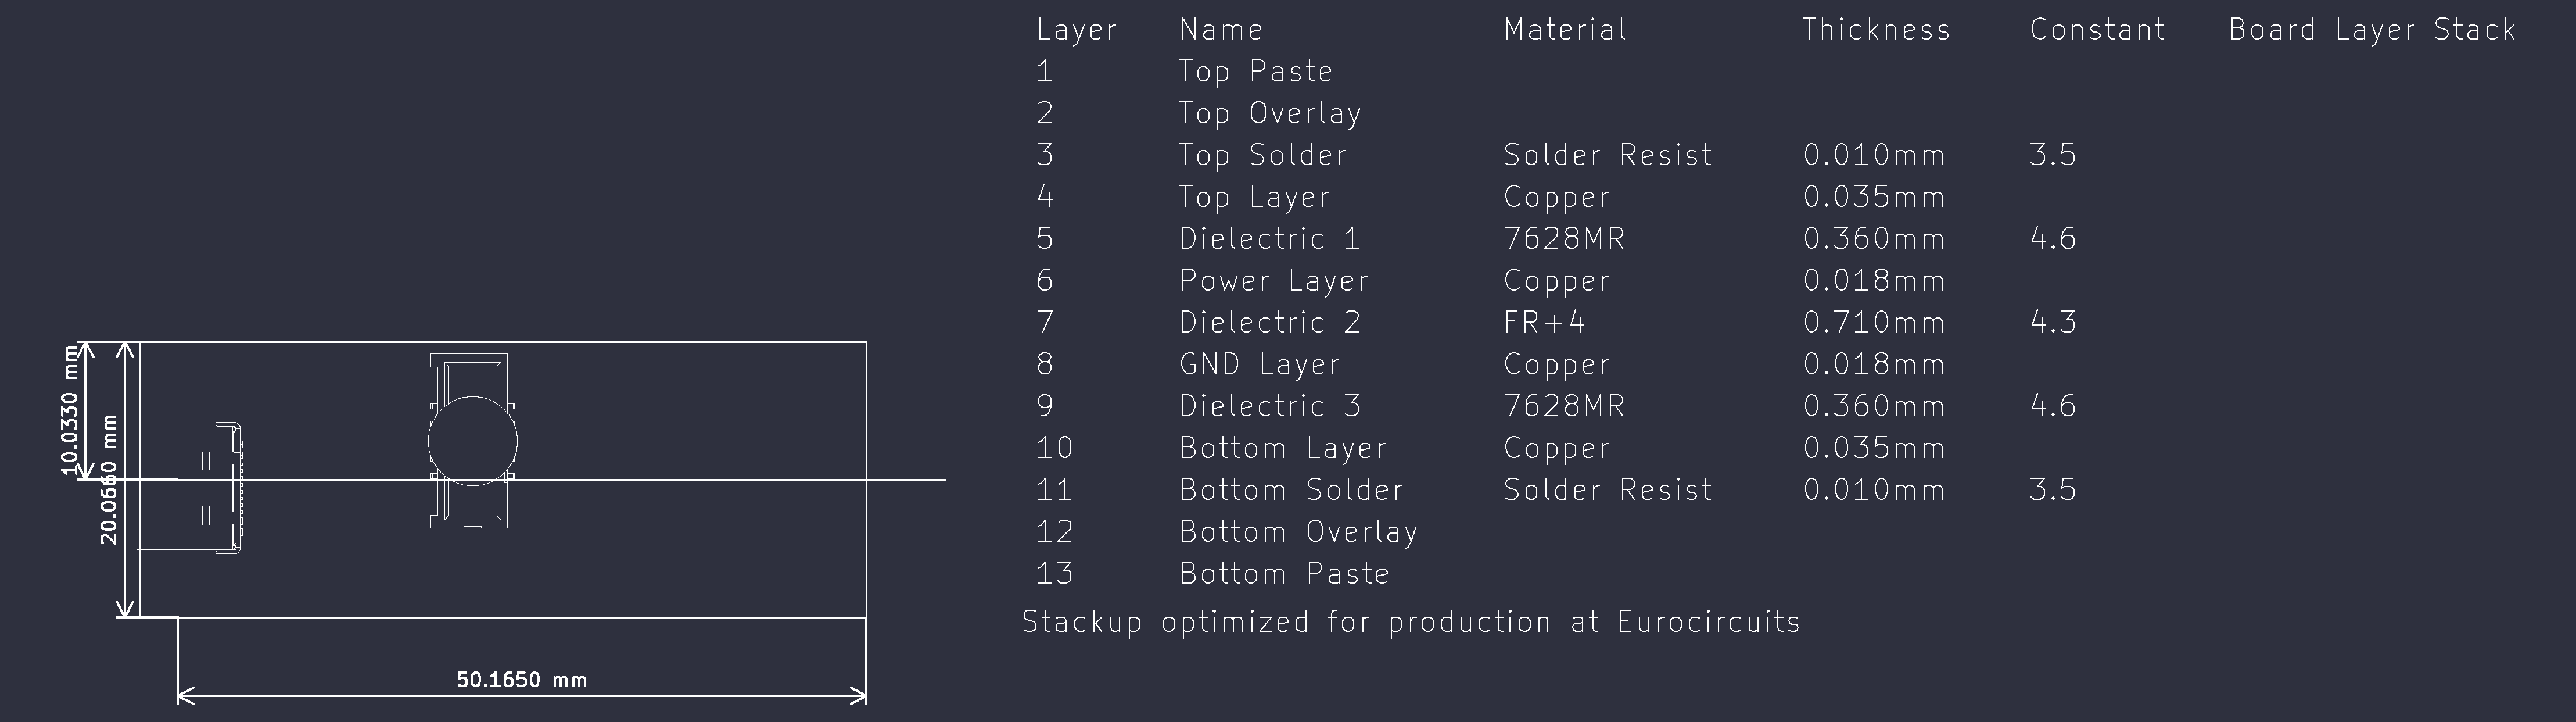 Layer Name Material Thickness Constant Board Layer Stack
1 Top Paste
2 Top Overlay
3 Top Solder Solder Resist 0.010mm 3.5
4 Top Layer Copper 0.035mm
5 Dielectric 1 7628MR 0.360mm 4.6
6 Power Layer Copper 0.018mm
7 Dielectric 2 FR+4 0.710mm 4.3
8 GND Layer Copper 0.018mm
9 Dielectric 3 7628MR 0.360mm 4.6
10 Bottom Layer Copper 0.035mm
11 Bottom Solder Solder Resist 0.010mm 3.5
12 Bottom Overlay
13 Bottom Paste
Stackup optimized for production at Eurocircuits
10.0330 mm
20.0660 mm
50.1650 mm